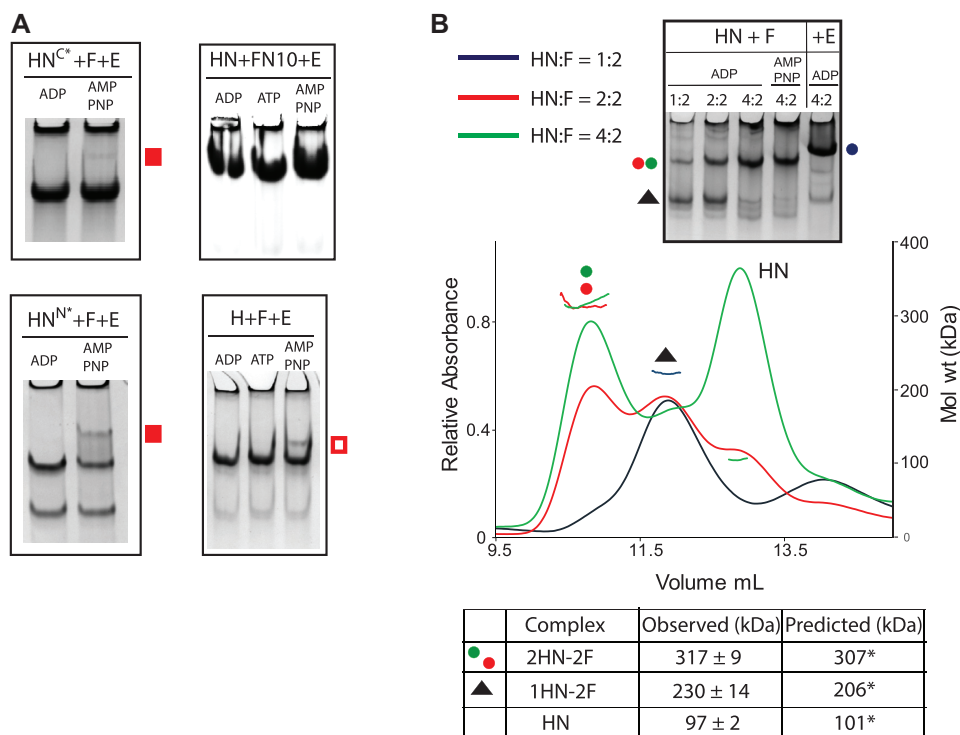 A
HN^C* +F+E
ADP
AMP
PNP
HN+FN10+E
ADP
ATP
AMP
PNP
HN^N* +F+E
ADP
AMP
PNP
H+F+E
ADP
ATP
AMP
PNP
B
HN:F = 1:2
HN:F = 2:2
HN:F = 4:2
HN + F
+E
ADP
AMP
PNP
ADP
1:2
2:2
4:2
4:2
4:2
Relative Absorbance
0.8
0.4
0
9.5
11.5
13.5
Volume mL
HN
400
300
200
100
0
Mol wt (kDa)
Complex
Observed (kDa)
Predicted (kDa)
2HN-2F
317 ± 9
307*
1HN-2F
230 ± 14
206*
HN
97 ± 2
101*